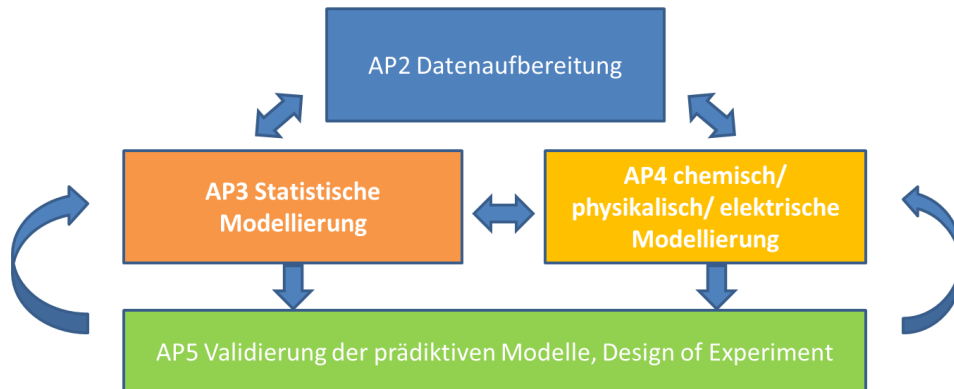 AP2 Datenaufbereitung
AP3 Statistische
Modellierung
AP4 chemisch/
physikalisch/ elektrische
Modellierung
AP5 Validierung der prädiktiven Modelle, Design of Experiment